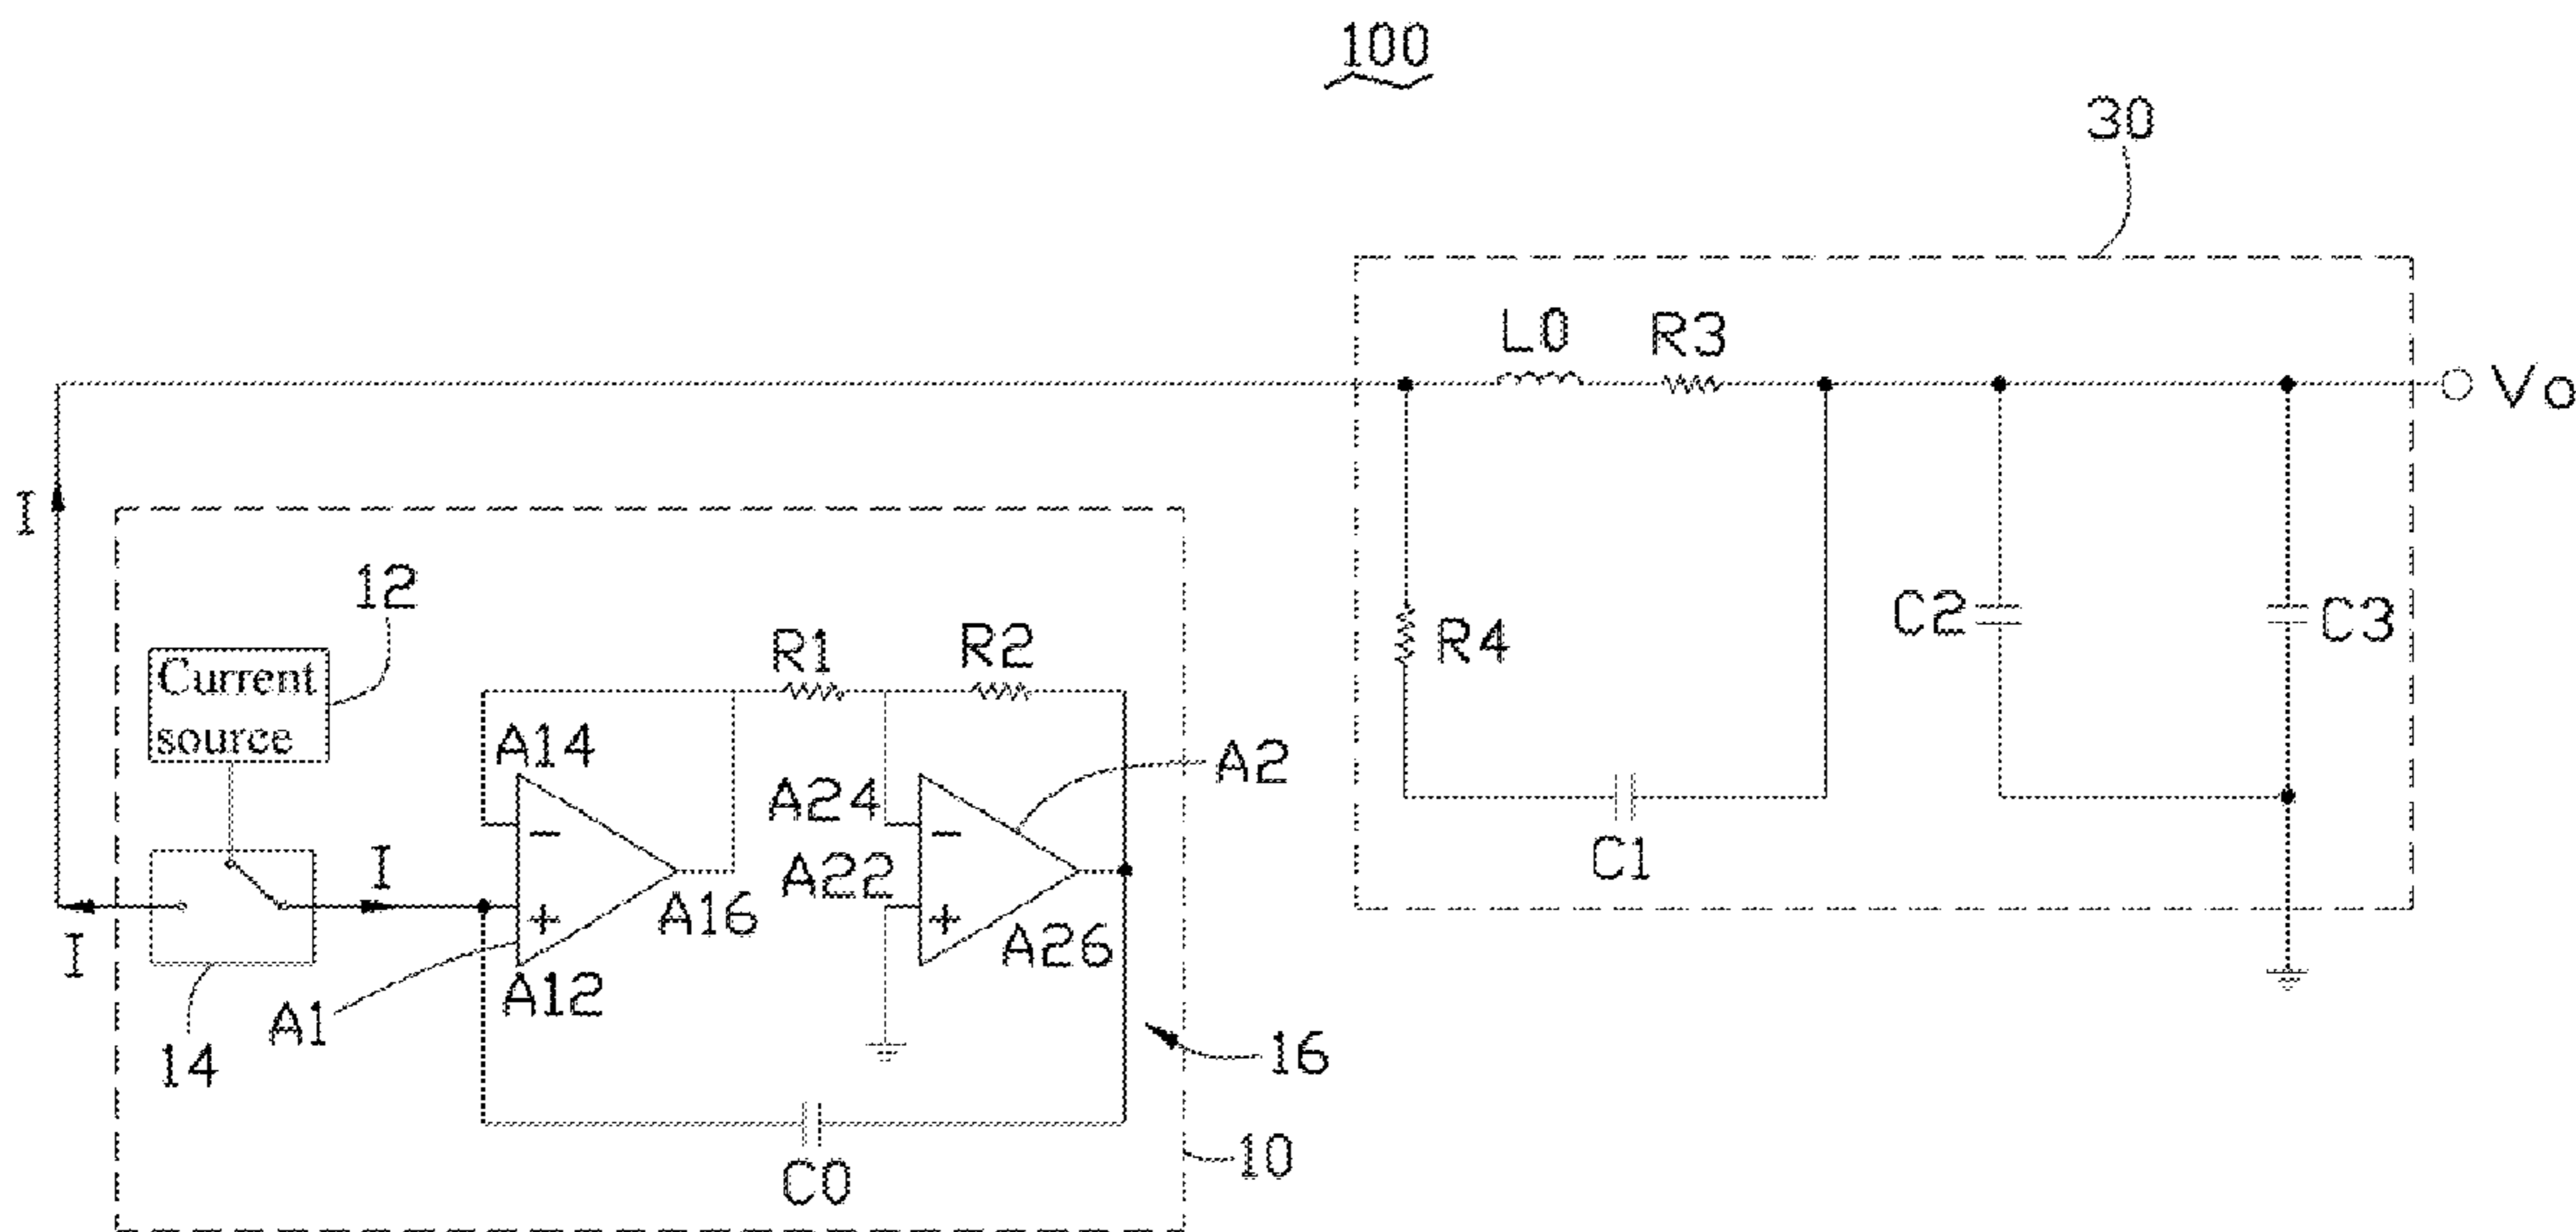 100
30
L0
R3
Vo
I
12
Current
source
R1
R2
R4
C2
C3
A14
A24
A2
A22
A16
A26
A12
A1
I
I
14
C1
16
10
C0
-
+
-
+